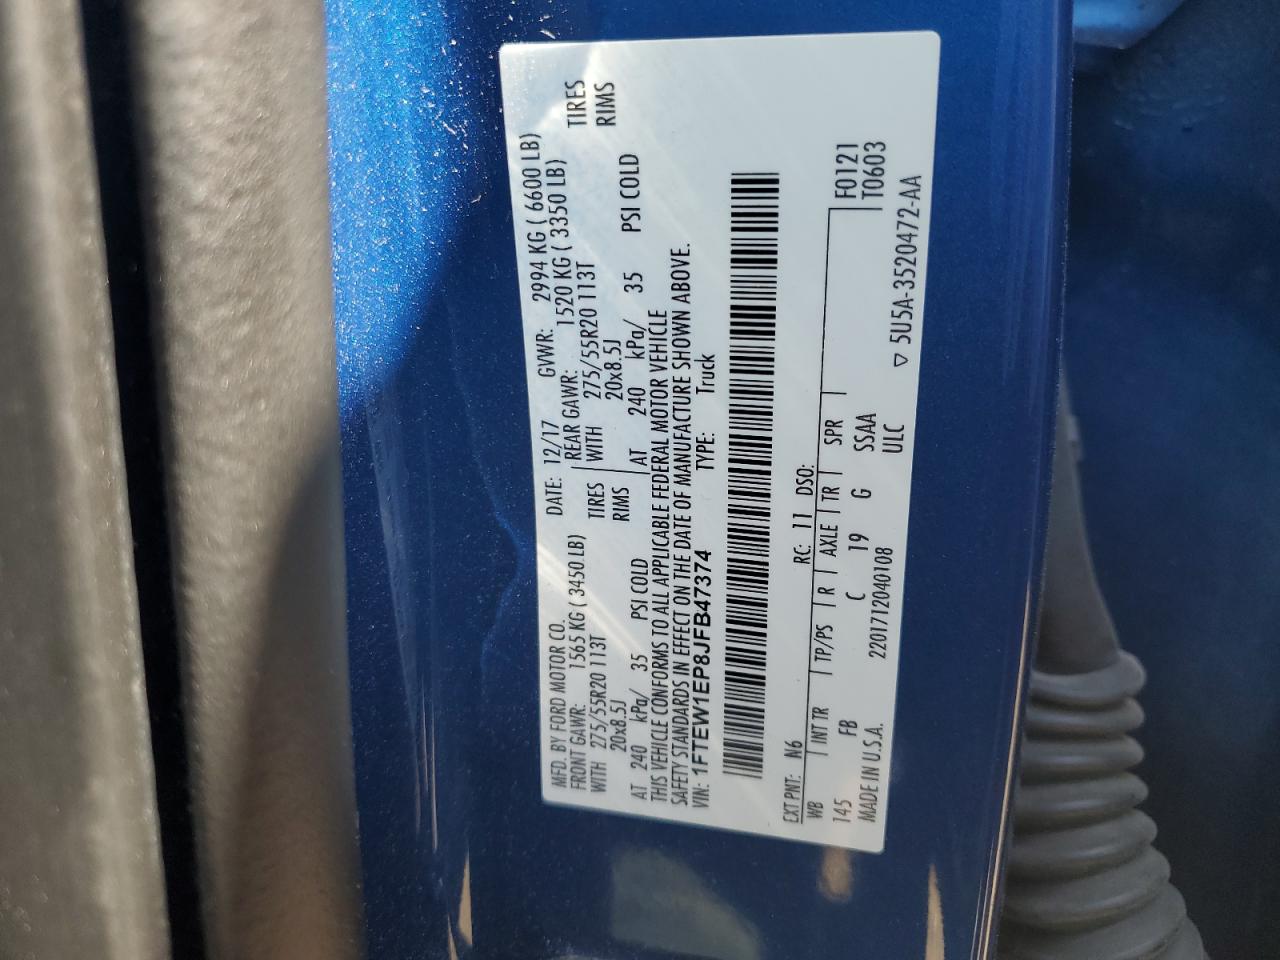 MFD. BY FORD MOTOR CO. DATE: 12/17 GVWR: 2994 KG ( 6600 LB)
FRONT GAWR: 1565 KG ( 3450 LB) REAR GAWR: 1520 KG ( 3350 LB)
WITH 275/55R20 113T TIRES WITH 275/55R20 113T TIRES
20x8.5J RIMS 20x8.5J RIMS
AT 240 kPa/ 35 PSI COLD AT 240 kPa/ 35 PSI COLD
THIS VEHICLE CONFORMS TO ALL APPLICABLE FEDERAL MOTOR VEHICLE
SAFETY STANDARDS IN EFFECT ON THE DATE OF MANUFACTURE SHOWN ABOVE.
VIN: 1FTEW1EP8JFB47374 TYPE: Truck
EXT PNT: N6 RC: 11 DSO:
WB INT TR TP/PS R AXLE TR SPR F0121
145 FB C 19 G SSAA T0603
MADE IN U.S.A. 2201712040108 ULC
▽ 5U5A-3520472-AA